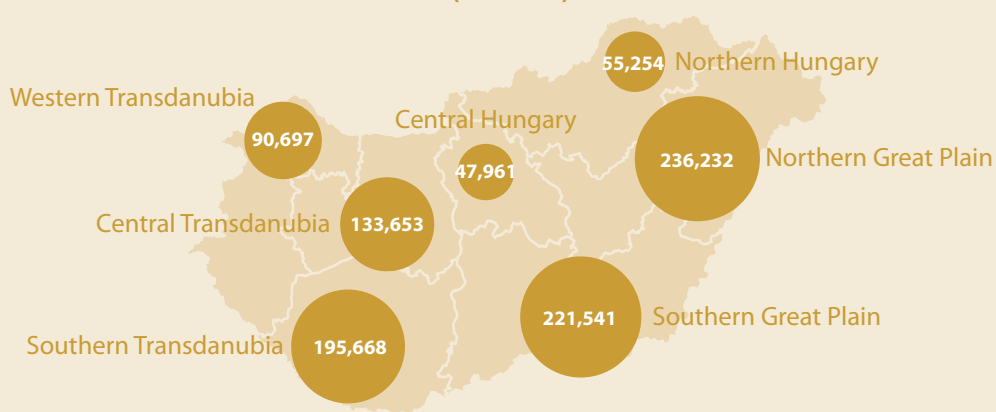 55,254 Northern Hungary
Western Transdanubia
90,697
Central Hungary
47,961
236,232 Northern Great Plain
Central Transdanubia 133,653
221,541 Southern Great Plain
Southern Transdanubia 195,668